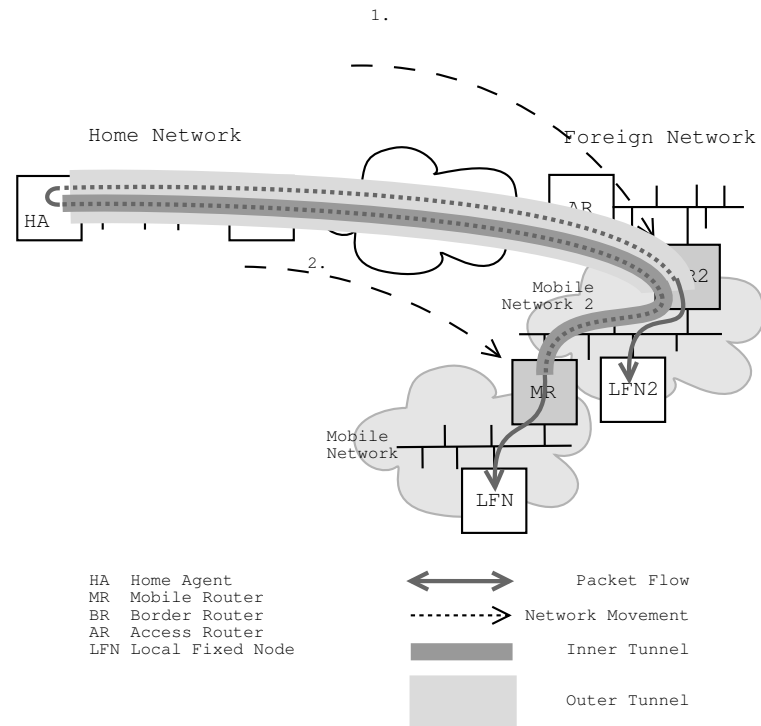 1.
Home Network
Foreign Network
HA
AR
2.
R2
Mobile
Network 2
MR
LFN2
Mobile
Network
LFN
HA Home Agent
MR Mobile Router
BR Border Router
AR Access Router
LFN Local Fixed Node
Packet Flow
Network Movement
Inner Tunnel
Outer Tunnel